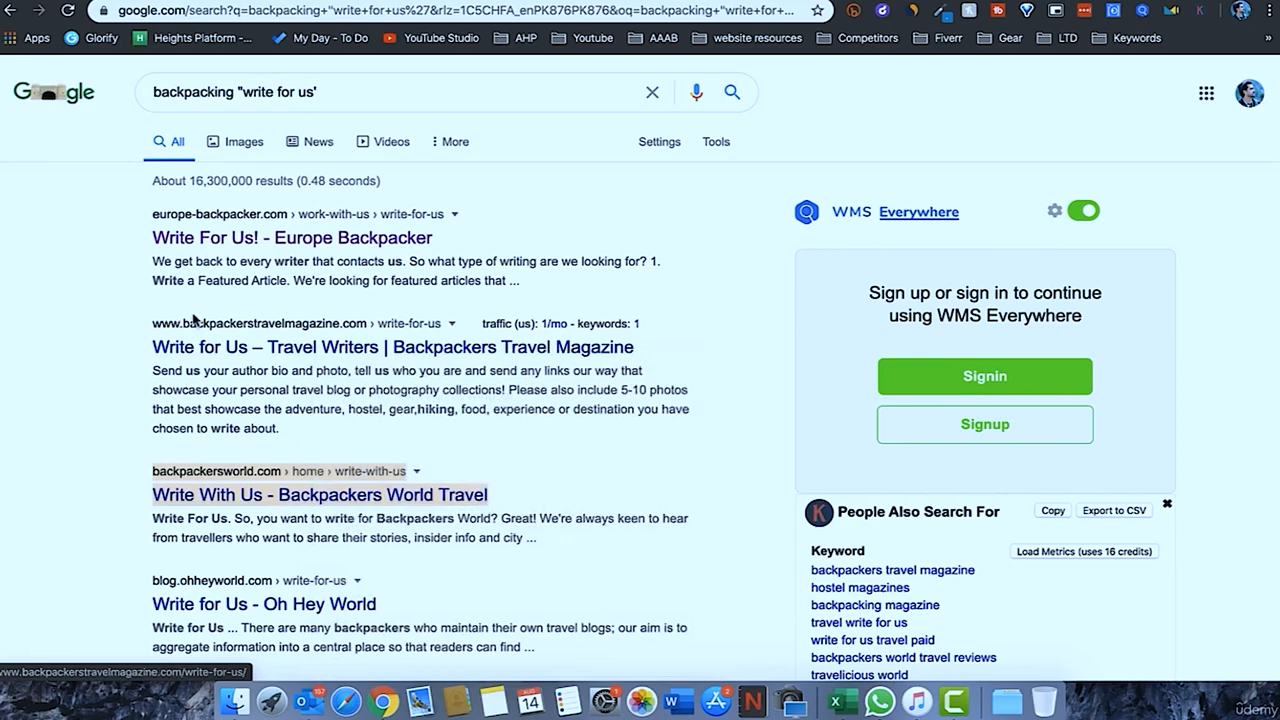 google.com/search?q=backpacking+"write+for+us%27&rlz=1C5CHFA_enPK876PK876&oq=backpacking+"write+for+...
Apps Glorify Heights Platform -... My Day - To Do YouTube Studio AHP Youtube AAAB website resources Competitors Fiverr Gear LTD Keywords »
Google
backpacking "write for us'
All Images News Videos More Settings Tools
About 16,300,000 results (0.48 seconds)
europe-backpacker.com › work-with-us › write-for-us
Write For Us! - Europe Backpacker
We get back to every writer that contacts us. So what type of writing are we looking for? 1.
Write a Featured Article. We're looking for featured articles that ...
www.backpackerstravelmagazine.com › write-for-us traffic (us): 1/mo - keywords: 1
Write for Us – Travel Writers | Backpackers Travel Magazine
Send us your author bio and photo, tell us who you are and send any links our way that
showcase your personal travel blog or photography collections! Please also include 5-10 photos
that best showcase the adventure, hostel, gear,hiking, food, experience or destination you have
chosen to write about.
backpackersworld.com › home › write-with-us
Write With Us - Backpackers World Travel
Write For Us. So, you want to write for Backpackers World? Great! We're always keen to hear
from travellers who want to share their stories, insider info and city ...
blog.ohheyworld.com › write-for-us
Write for Us - Oh Hey World
Write for Us ... There are many backpackers who maintain their own travel blogs; our aim is to
aggregate information into a central place so that readers can find ...
WMS Everywhere
Sign up or sign in to continue
using WMS Everywhere
Signin
Signup
K People Also Search For Copy Export to CSV
Keyword Load Metrics (uses 16 credits)
backpackers travel magazine
hostel magazines
backpacking magazine
travel write for us
write for us travel paid
backpackers world travel reviews
travelicious world
www.backpackerstravelmagazine.com/write-for-us/
AUG
14
udemy